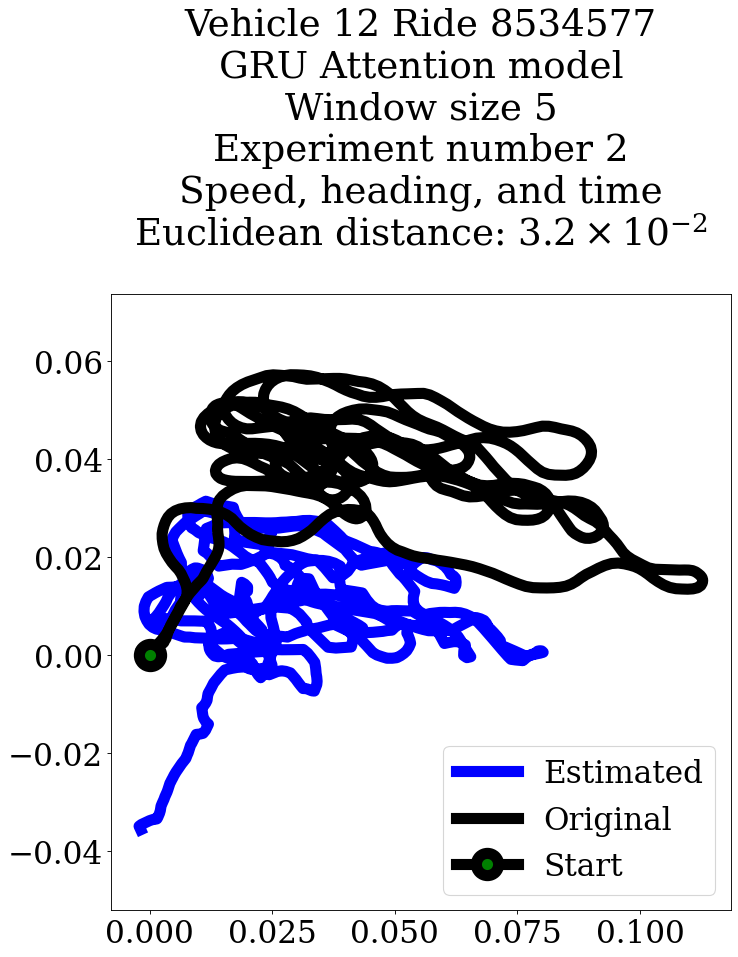 Vehicle 12 Ride 8534577
GRU Attention model
Window size 5
Experiment number 2
Speed, heading, and time
Euclidean distance: 3.2 × 10⁻²
0.06
0.04
0.02
0.00
−0.02
−0.04
Estimated
Original
Start
0.000 0.025 0.050 0.075 0.100